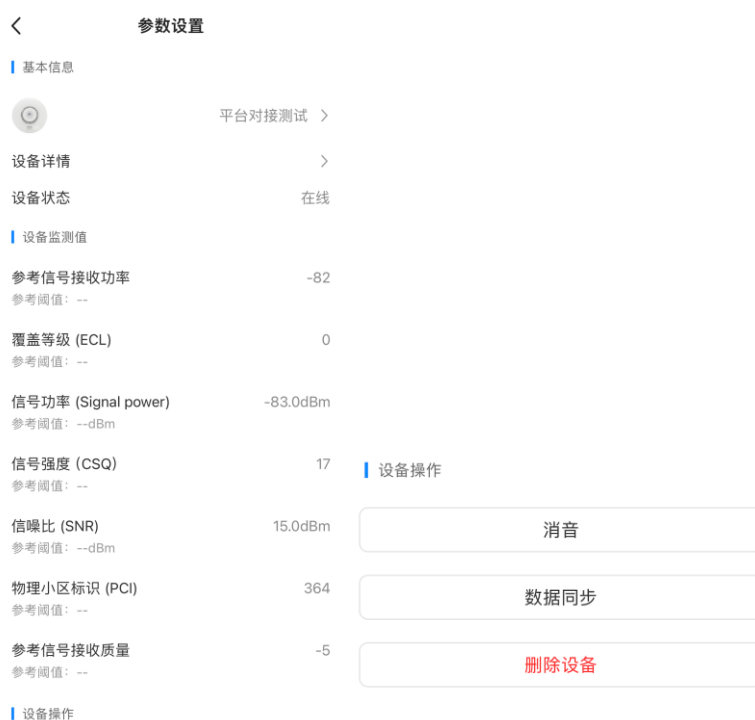 参数设置
基本信息
平台对接测试
设备详情
设备状态 在线
设备监测值
参考信号接收功率 -82
参考阈值：--
覆盖等级 (ECL) 0
参考阈值：--
信号功率 (Signal power) -83.0dBm
参考阈值：--dBm
信号强度 (CSQ) 17
参考阈值：--
信噪比 (SNR) 15.0dBm
参考阈值：--dBm
物理小区标识 (PCI) 364
参考阈值：--
参考信号接收质量 -5
参考阈值：--
设备操作
设备操作
消音
数据同步
删除设备